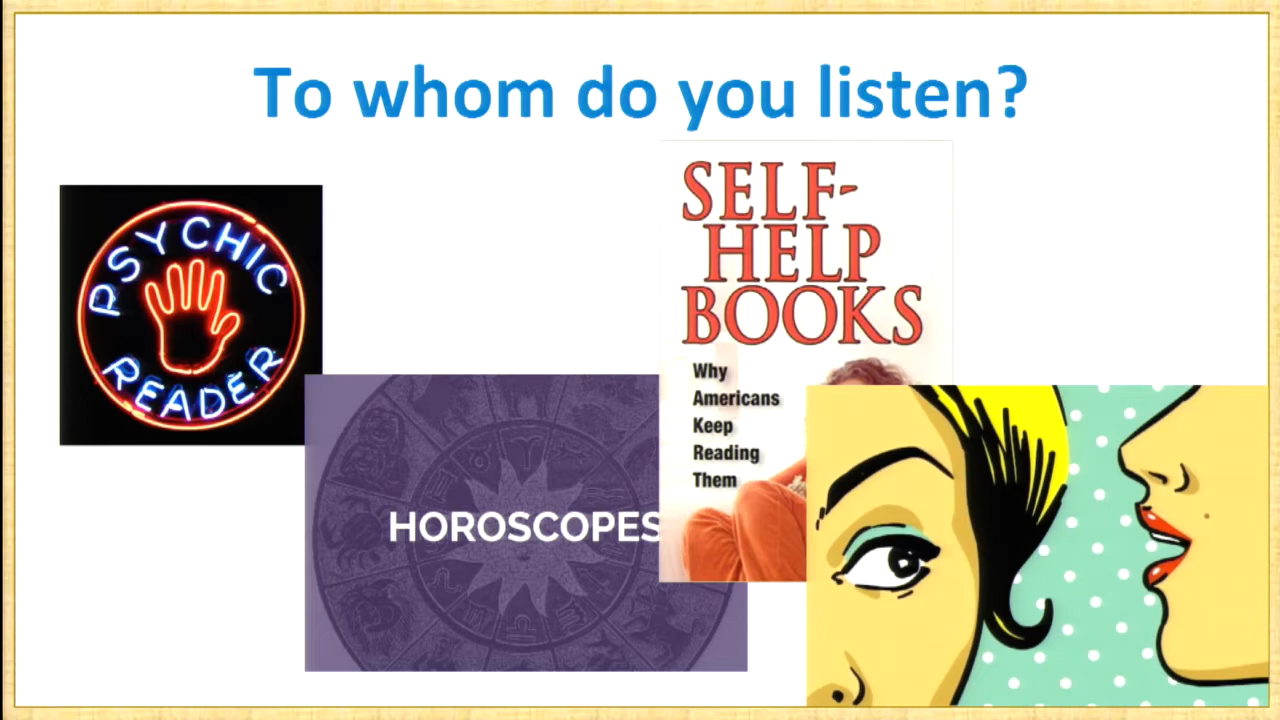 To whom do you listen?
PSYCHIC
READER
HOROSCOPES
SELF-
HELP
BOOKS
Why
Americans
Keep
Reading
Them